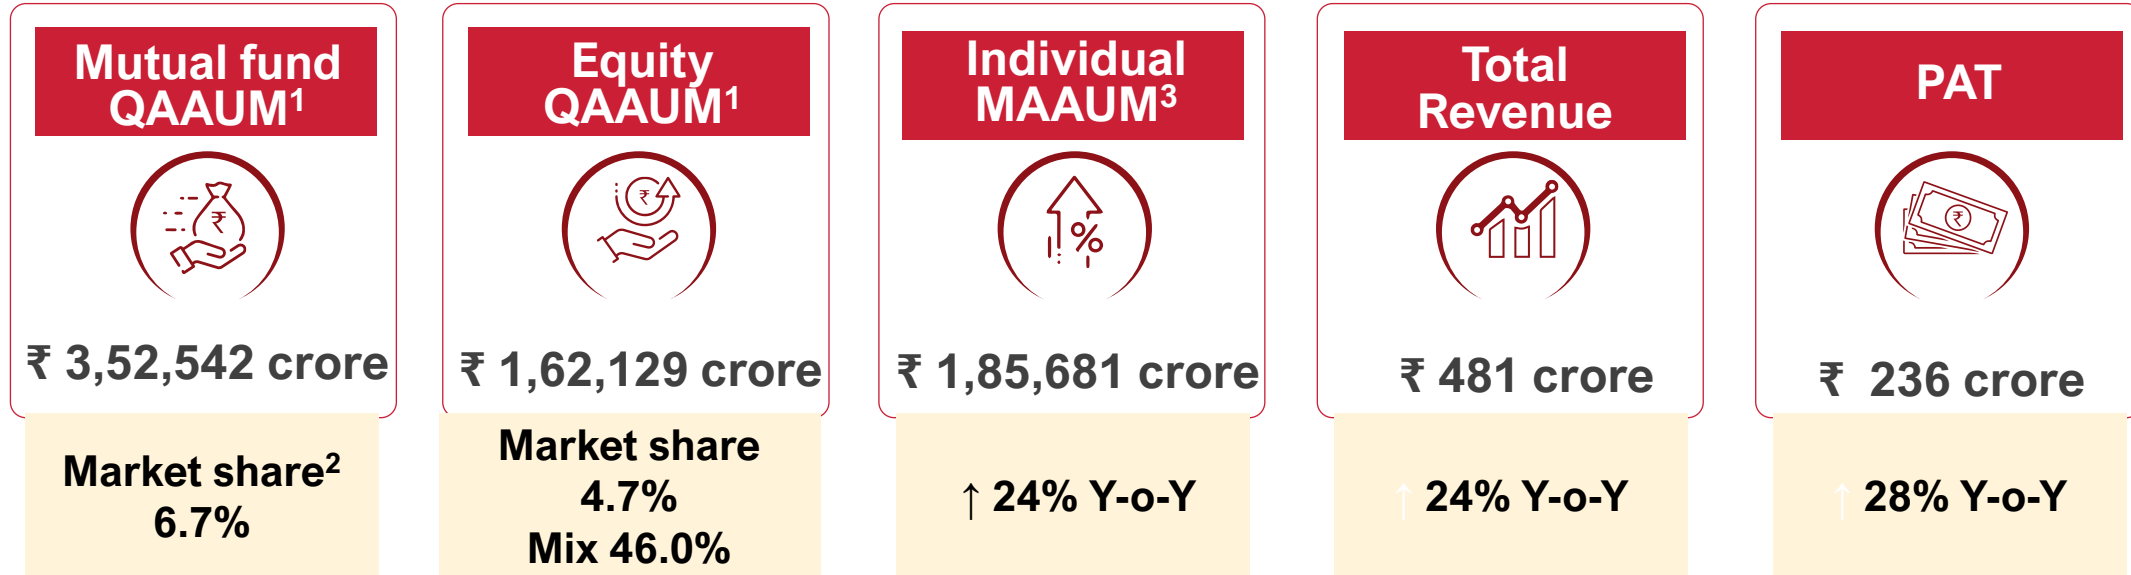 Mutual fund
QAAUM¹
₹ 3,52,542 crore
Market share²
6.7%
Equity
QAAUM¹
₹ 1,62,129 crore
Market share
4.7%
Mix 46.0%
Individual
MAAUM³
₹ 1,85,681 crore
↑ 24% Y-o-Y
Total
Revenue
₹ 481 crore
↑ 24% Y-o-Y
PAT
₹ 236 crore
↑ 28% Y-o-Y